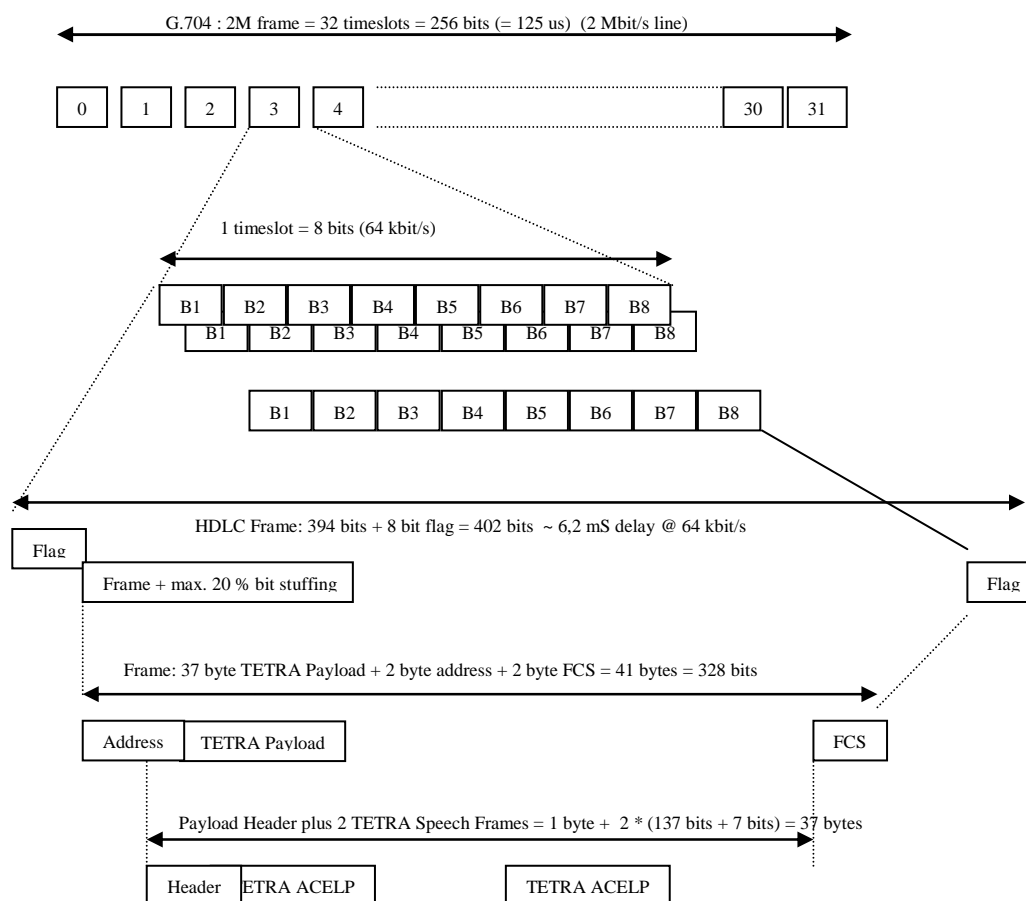 G.704 : 2M frame = 32 timeslots = 256 bits (= 125 us)  (2 Mbit/s line)
0 1 2 3 4 30 31
1 timeslot = 8 bits (64 kbit/s)
B1 B2 B3 B4 B5 B6 B7 B8
B1 B2 B3 B4 B5 B6 B7 B8
B1 B2 B3 B4 B5 B6 B7 B8
HDLC Frame: 394 bits + 8 bit flag = 402 bits  ~ 6,2 mS delay @ 64 kbit/s
Flag
Frame + max. 20 % bit stuffing Flag
Frame: 37 byte TETRA Payload + 2 byte address + 2 byte FCS = 41 bytes = 328 bits
Address TETRA Payload FCS
Payload Header plus 2 TETRA Speech Frames = 1 byte +  2 * (137 bits + 7 bits) = 37 bytes
Header ETRA ACELP TETRA ACELP